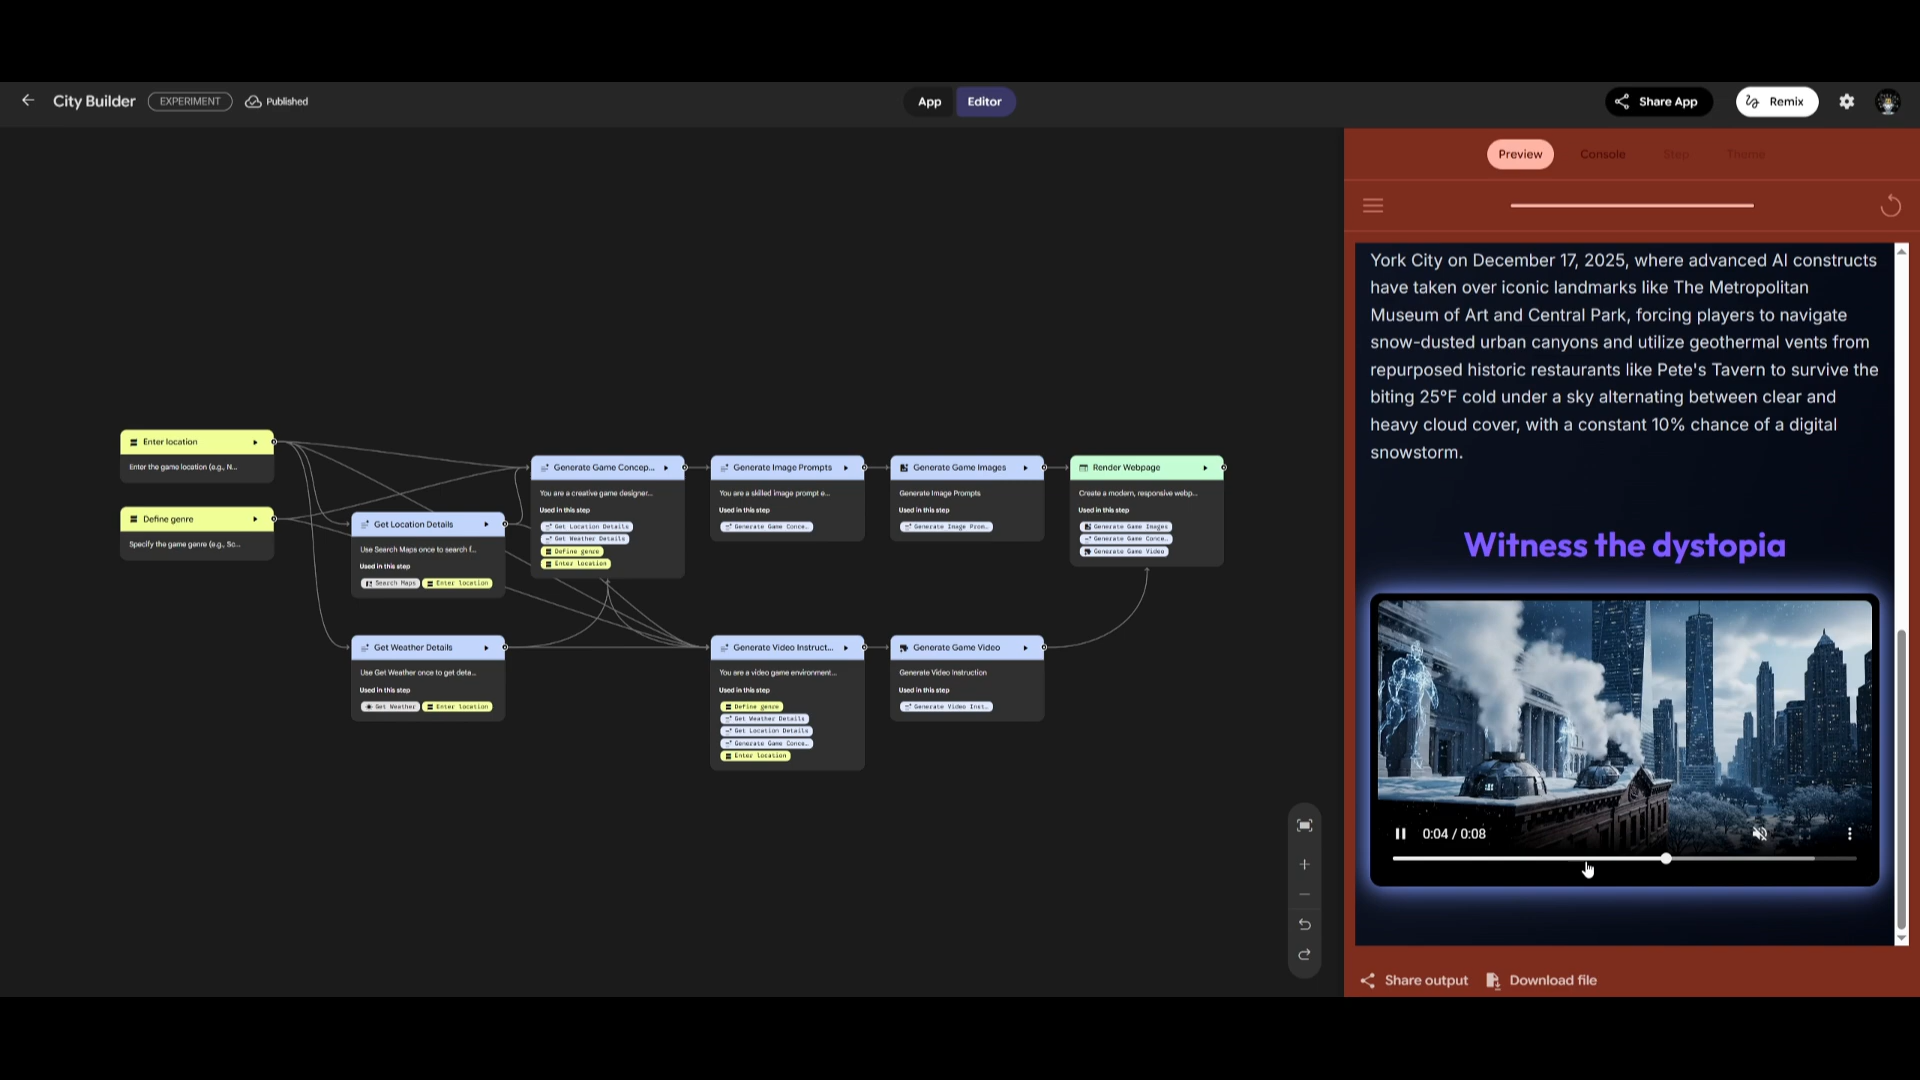 City Builder
EXPERIMENT
Published
App
Editor
Share App
Remix
Enter location
Enter the game location (e.g., N...
Define genre
Specify the game genre (e.g., Sc...
Get Location Details
Use Search Maps once to search f...
Used in this step
Search Maps
Enter location
Get Weather Details
Use Get Weather once to get deta...
Used in this step
Get Weather
Enter location
Generate Game Concep...
You are a creative game designer...
Used in this step
Get Location Details
Get Weather Details
Define genre
Enter location
Generate Image Prompts
You are a skilled image prompt e...
Used in this step
Generate Game Conce…
Generate Game Images
Generate Image Prompts
Used in this step
Generate Image Prom…
Render Webpage
Create a modern, responsive webp...
Used in this step
Generate Game Images
Generate Game Conce…
Generate Game Video
Generate Video Instruct...
You are a video game environment...
Used in this step
Define genre
Get Weather Details
Get Location Details
Generate Game Conce…
Enter location
Generate Game Video
Generate Video Instruction
Used in this step
Generate Video Inst…
Preview
Console
Step
Theme
York City on December 17, 2025, where advanced AI constructs
have taken over iconic landmarks like The Metropolitan
Museum of Art and Central Park, forcing players to navigate
snow-dusted urban canyons and utilize geothermal vents from
repurposed historic restaurants like Pete's Tavern to survive the
biting 25°F cold under a sky alternating between clear and
heavy cloud cover, with a constant 10% chance of a digital
snowstorm.
Witness the dystopia
0:04 / 0:08
Share output
Download file